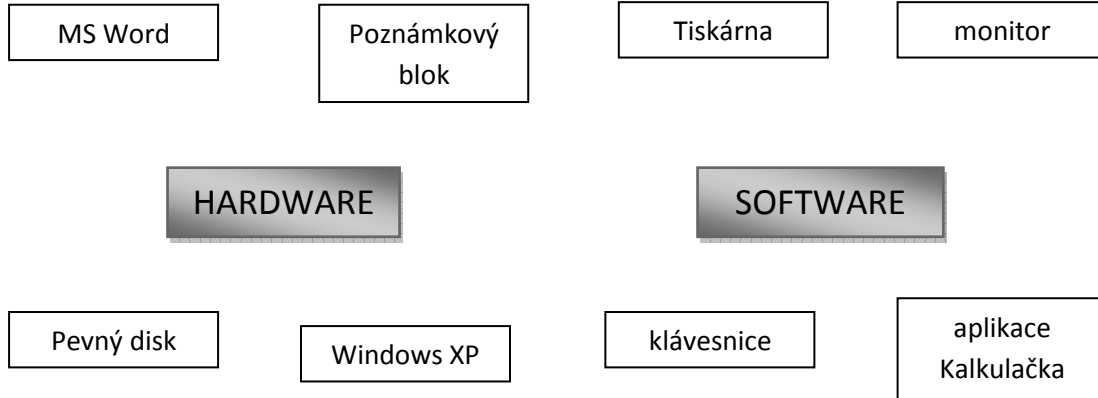 MS Word
Poznámkový
blok
Tiskárna
monitor
HARDWARE
SOFTWARE
Pevný disk
Windows XP
klávesnice
aplikace
Kalkulačka